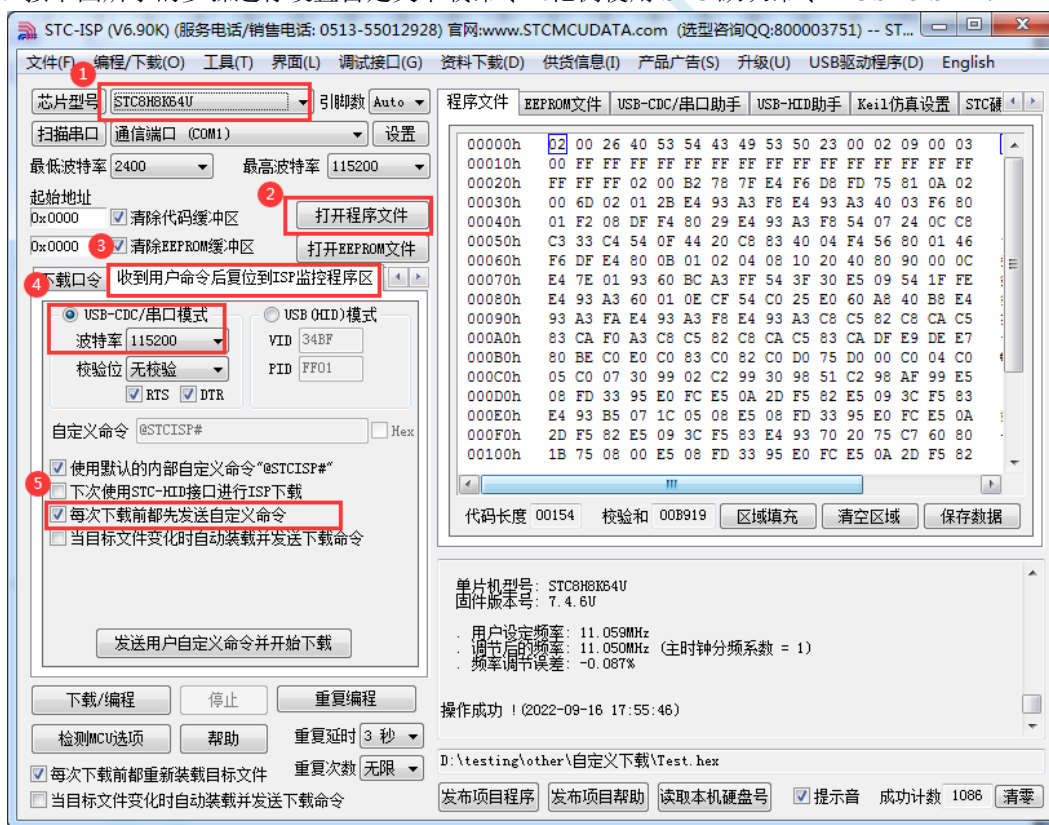 STC-ISP (V6.90K) (服务电话/销售电话: 0513-55012928) 官网:www.STCMCUDATA.com (选型咨询QQ:800003751) -- ST...
文件(F) 编程/下载(O) 工具(T) 界面(L) 调试接口(G) 资料下载(D) 供货信息(I) 产品广告(S) 升级(U) USB驱动程序(D) English
1
芯片型号 STC8H8K64U 引脚数 Auto
扫描串口 通信端口 (COM1) 设置
最低波特率 2400 最高波特率 115200
起始地址
2
0x0000 清除代码缓冲区 打开程序文件
0x0000 3 清除EEPROM缓冲区 打开EEPROM文件
4 下载口令 收到用户命令后复位到ISP监控程序区
USB-CDC/串口模式 USB(HID)模式
波特率 115200 VID 34BF
校验位 无校验 PID FF01
RTS DTR
自定义命令 @STCISP# Hex
使用默认的内部自定义命令“@STCISP#“
5 下次使用STC-HID接口进行ISP下载
每次下载前都先发送自定义命令
当目标文件变化时自动装载并发送下载命令
发送用户自定义命令并开始下载
下载/编程 停止 重复编程
检测MCU选项 帮助 重复延时 3 秒
每次下载前都重新装载目标文件 重复次数 无限
当目标文件变化时自动装载并发送下载命令
程序文件 EEPROM文件 USB-CDC/串口助手 USB-HID助手 Keil仿真设置 STC硬
00000h 02 00 26 40 53 54 43 49 53 50 23 00 02 09 00 03
00010h 00 FF FF FF FF FF FF FF FF FF FF FF FF FF FF FF
00020h FF FF FF 02 00 B2 78 7F E4 F6 D8 FD 75 81 0A 02
00030h 00 6D 02 01 2B E4 93 A3 F8 E4 93 A3 40 03 F6 80
00040h 01 F2 08 DF F4 80 29 E4 93 A3 F8 54 07 24 0C C8
00050h C3 33 C4 54 0F 44 20 C8 83 40 04 F4 56 80 01 46
00060h F6 DF E4 80 0B 01 02 04 08 10 20 40 80 90 00 0C
00070h E4 7E 01 93 60 BC A3 FF 54 3F 30 E5 09 54 1F FE
00080h E4 93 A3 60 01 0E CF 54 C0 25 E0 60 A8 40 B8 E4
00090h 93 A3 FA E4 93 A3 F8 E4 93 A3 C8 C5 82 C8 CA C5
000A0h 83 CA F0 A3 C8 C5 82 C8 CA C5 83 CA DF E9 DE E7
000B0h 80 BE C0 E0 C0 83 C0 82 C0 D0 75 D0 00 C0 04 C0
000C0h 05 C0 07 30 99 02 C2 99 30 98 51 C2 98 AF 99 E5
000D0h 08 FD 33 95 E0 FC E5 0A 2D F5 82 E5 09 3C F5 83
000E0h E4 93 B5 07 1C 05 08 E5 08 FD 33 95 E0 FC E5 0A
000F0h 2D F5 82 E5 09 3C F5 83 E4 93 70 20 75 C7 60 80
00100h 1B 75 08 00 E5 08 FD 33 95 E0 FC E5 0A 2D F5 82
代码长度 00154 校验和 00B919 区域填充 清空区域 保存数据
单片机型号: STC8H8K64U
固件版本号: 7.4.6U
. 用户设定频率: 11.059MHz
. 调节后的频率: 11.050MHz (主时钟分频系数 = 1)
. 频率调节误差: -0.087%
操作成功 !(2022-09-16 17:55:46)
D:\testing\other\自定义下载\Test.hex
发布项目程序 发布项目帮助 读取本机硬盘号 提示音 成功计数 1086 清零